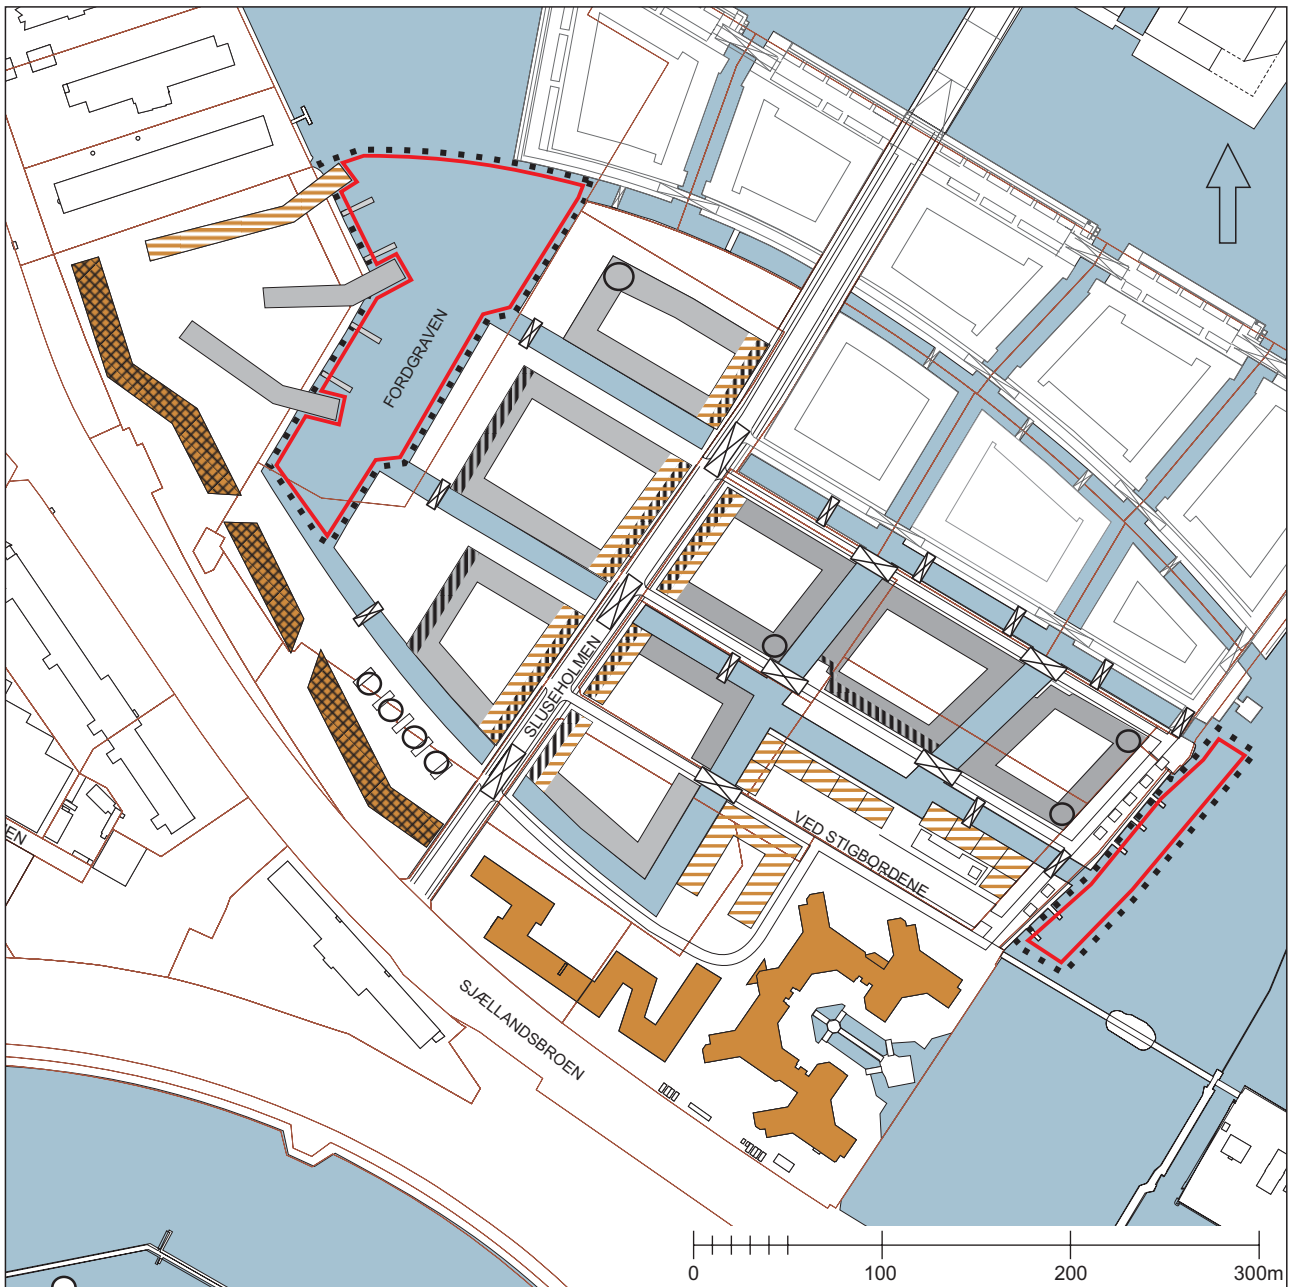 FORDGRAVEN
SLUSEHOLMEN
VED STIGBORDENE
EN
SJÆLLANDSBROEN
0 100 200 300m